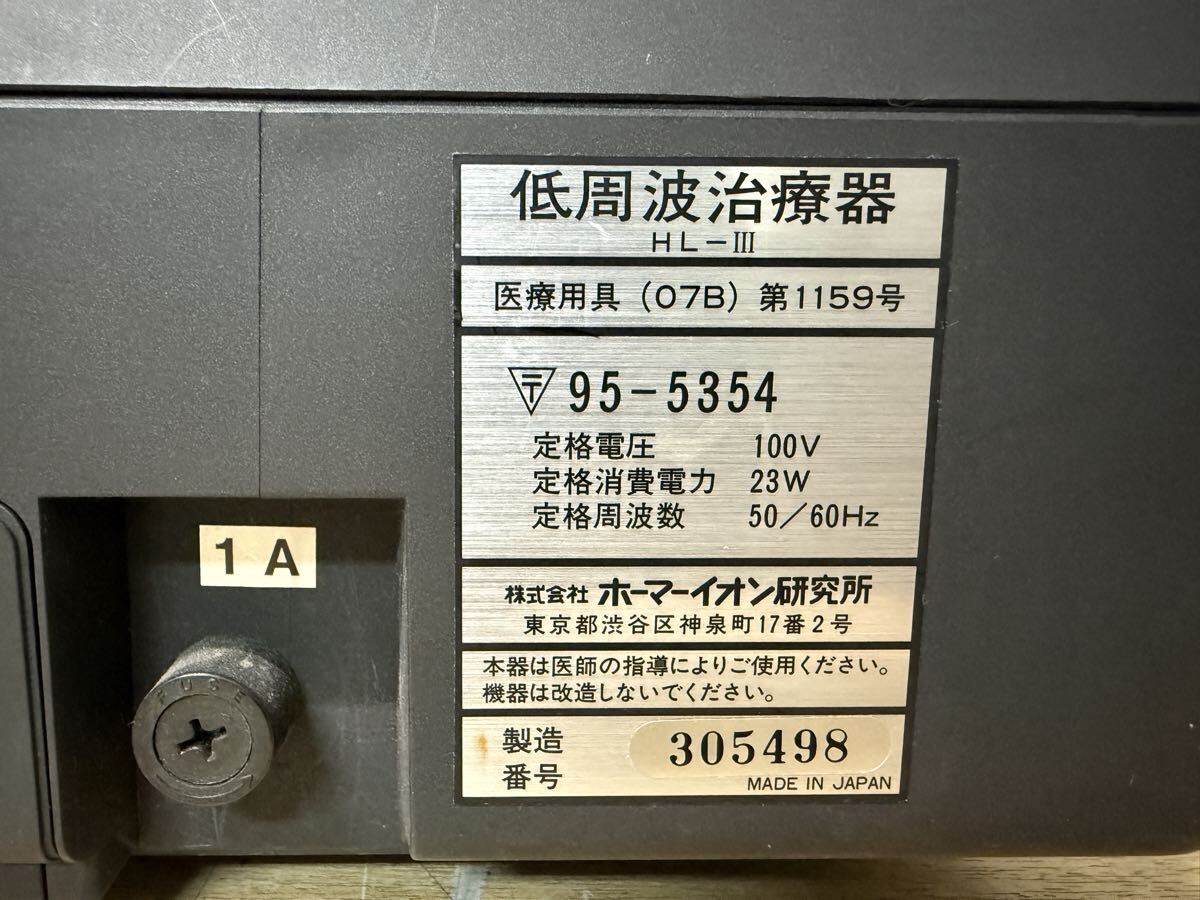 低周波治療器
HL-III
医療用具（07B）第1159号
〒 95-5354
定格電圧 100V
定格消費電力 23W
定格周波数 50／60Hz
株式会社 ホーマーイオン研究所
東京都渋谷区神泉町17番2号
本器は医師の指導によりご使用ください。
機器は改造しないでください。
製造番号 305498
MADE IN JAPAN
1A
FUSE